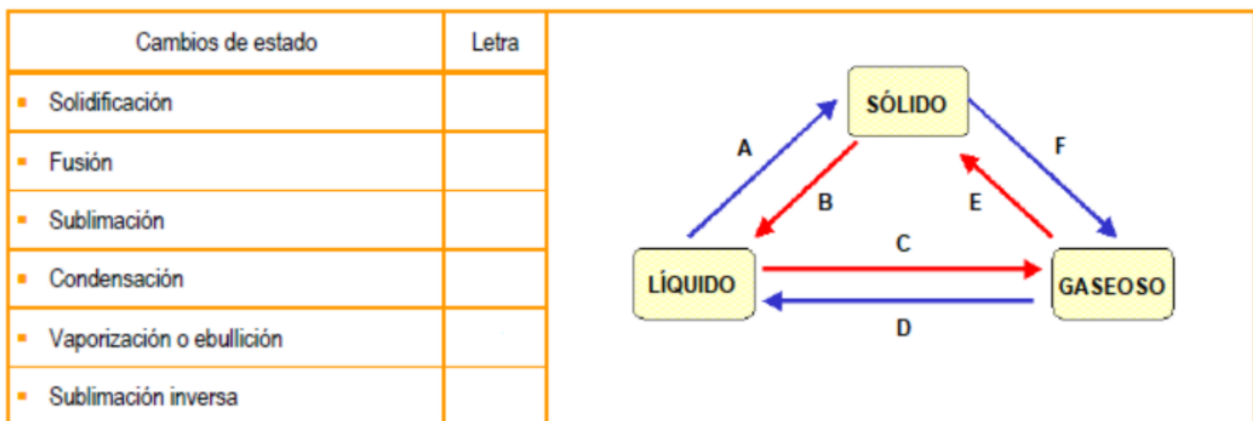 Cambios de estado
Letra
▪ Solidificación
▪ Fusión
▪ Sublimación
▪ Condensación
▪ Vaporización o ebullición
▪ Sublimación inversa
SÓLIDO
A
F
B
E
C
LÍQUIDO
GASEOSO
D